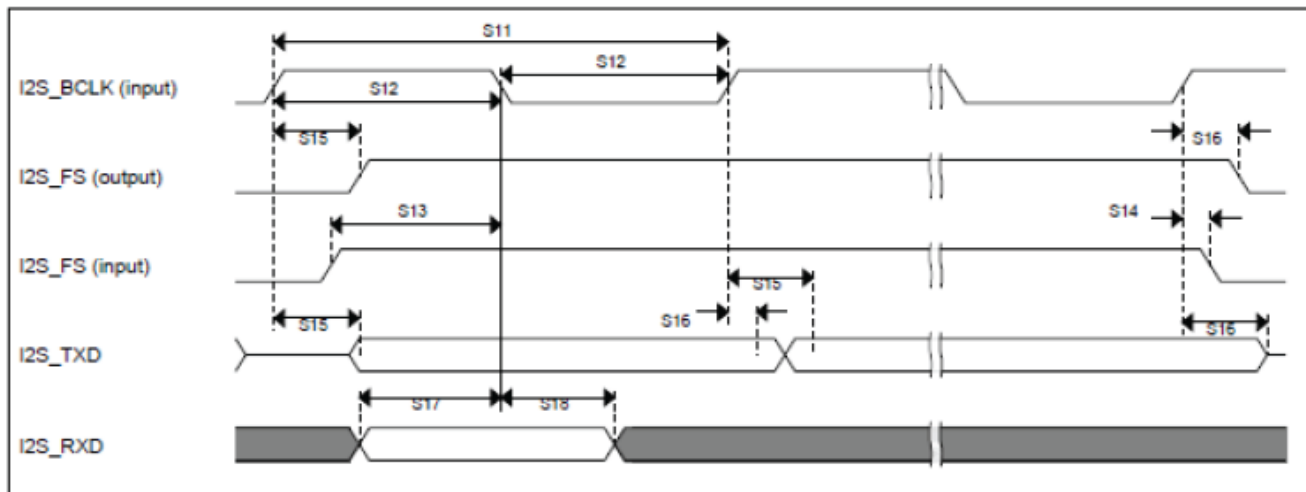 S11
I2S_BCLK (input)
S12
S12
S15
S16
I2S_FS (output)
S13
S14
I2S_FS (input)
S15
S16
S15
S16
I2S_TXD
S17
S18
I2S_RXD